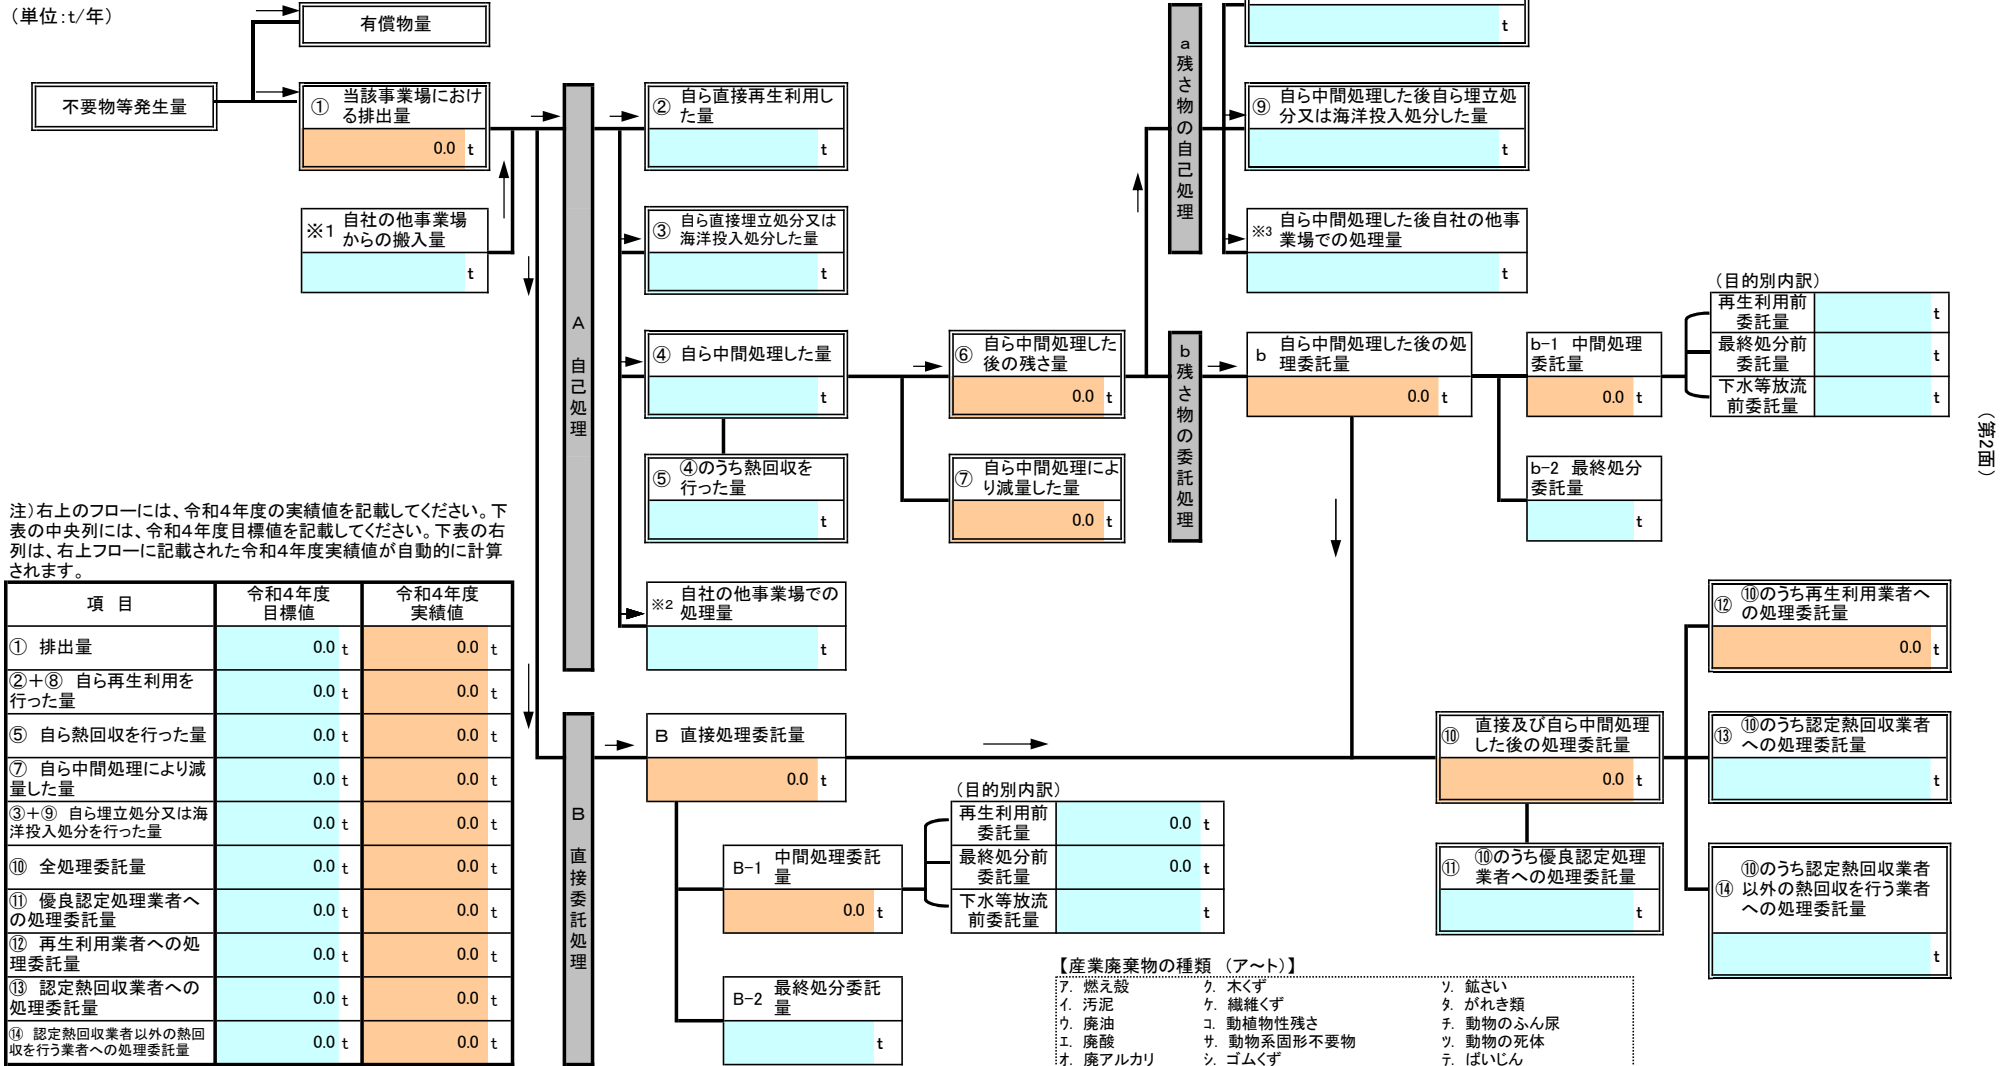 （単位：t/年）
有償物量
不要物等発生量
① 当該事業場におけ
る排出量
0.0 t
※1 自社の他事業場
からの搬入量
t
A 自己処理
② 自ら直接再生利用し
た量
t
③ 自ら直接埋立処分又は
海洋投入処分した量
t
④ 自ら中間処理した量
t
⑤ ④のうち熱回収を
行った量
t
※2 自社の他事業場での
処理量
t
⑥ 自ら中間処理した
後の残さ量
0.0 t
⑦ 自ら中間処理によ
り減量した量
0.0 t
a 残さ物の自己処理
t
⑨ 自ら中間処理した後自ら埋立処
分又は海洋投入処分した量
t
※3 自ら中間処理した後自社の他事
業場での処理量
t
b 残さ物の委託処理
b 自ら中間処理した後の処
理委託量
0.0 t
b-1 中間処理
委託量
0.0 t
（目的別内訳）
再生利用前
委託量
t
最終処分前
委託量
t
下水等放流
前委託量
t
b-2 最終処分
委託量
t
（第2面）
注）右上のフローには、令和4年度の実績値を記載してください。下
表の中央列には、令和4年度目標値を記載してください。下表の右
列は、右上フローに記載された令和4年度実績値が自動的に計算
されます。
項 目 令和4年度
目標値 令和4年度
実績値
① 排出量 0.0 t 0.0 t
②＋⑧ 自ら再生利用を
行った量 0.0 t 0.0 t
⑤ 自ら熱回収を行った量 0.0 t 0.0 t
⑦ 自ら中間処理により減
量した量 0.0 t 0.0 t
③＋⑨ 自ら埋立処分又は海
洋投入処分を行った量 0.0 t 0.0 t
⑩ 全処理委託量 0.0 t 0.0 t
⑪ 優良認定処理業者へ
の処理委託量 0.0 t 0.0 t
⑫ 再生利用業者への処
理委託量 0.0 t 0.0 t
⑬ 認定熱回収業者への
処理委託量 0.0 t 0.0 t
⑭ 認定熱回収業者以外の熱回
収を行う業者への処理委託量 0.0 t 0.0 t
B 直接委託処理
B 直接処理委託量
0.0 t
B-1 中間処理委託
量
0.0 t
（目的別内訳）
再生利用前
委託量 0.0 t
最終処分前
委託量 0.0 t
下水等放流
前委託量 t
B-2 最終処分委託
量
t
⑩ 直接及び自ら中間処理
した後の処理委託量
0.0 t
⑪ ⑩のうち優良認定処理
業者への処理委託量
t
⑫ ⑩のうち再生利用業者へ
の処理委託量
0.0 t
⑬ ⑩のうち認定熱回収業者
への処理委託量
t
⑭ ⑩のうち認定熱回収業者
以外の熱回収を行う業者
への処理委託量
t
【産業廃棄物の種類 （ア～ト）】
ア. 燃え殻 ク. 木くず ソ. 鉱さい
イ. 汚泥 ケ. 繊維くず タ. がれき類
ウ. 廃油 コ. 動植物性残さ チ. 動物のふん尿
エ. 廃酸 サ. 動物系固形不要物 ツ. 動物の死体
オ. 廃アルカリ シ. ゴムくず テ. ばいじん